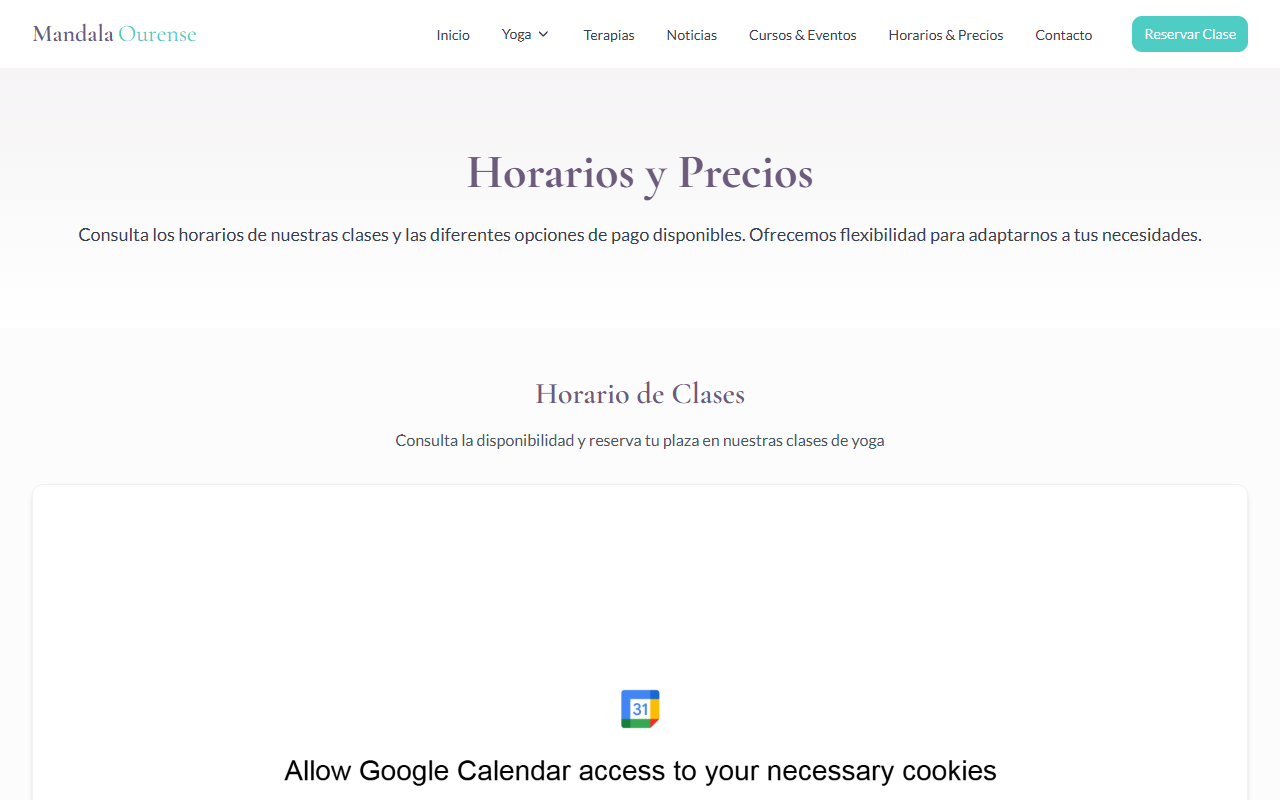 Mandala Ourense
Inicio
Yoga
Terapias
Noticias
Cursos & Eventos
Horarios & Precios
Contacto
Reservar Clase
Horarios y Precios
Consulta los horarios de nuestras clases y las diferentes opciones de pago disponibles. Ofrecemos flexibilidad para adaptarnos a tus necesidades.
Horario de Clases
Consulta la disponibilidad y reserva tu plaza en nuestras clases de yoga
31
Allow Google Calendar access to your necessary cookies